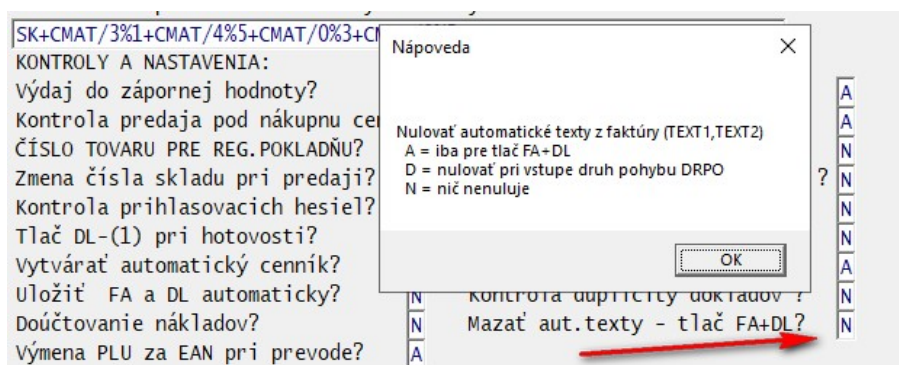 SK+CMAT/3%1+CMAT/4%5+CMAT/0%3+CM
KONTROLY A NASTAVENIA:
Výdaj do zápornej hodnoty? A
Kontrola predaja pod nákupnu cen A
ČÍSLO TOVARU PRE REG.POKLADŇU? N
Zmena čísla skladu pri predaji? ? N
Kontrola prihlasovacich hesiel? N
Tlač DL-(1) pri hotovosti? N
Vytvárať automatický cenník? A
Uložiť FA a DL automaticky? N Kontrola duplicity dokladov ? N
Doúčtovanie nákladov? N Mazať aut.texty - tlač FA+DL? N
Výmena PLU za EAN pri prevode? A
Nápoveda
Nulovať automatické texty z faktúry (TEXT1,TEXT2)
A = iba pre tlač FA+DL
D = nulovať pri vstupe druh pohybu DRPO
N = nič nenuluje
OK